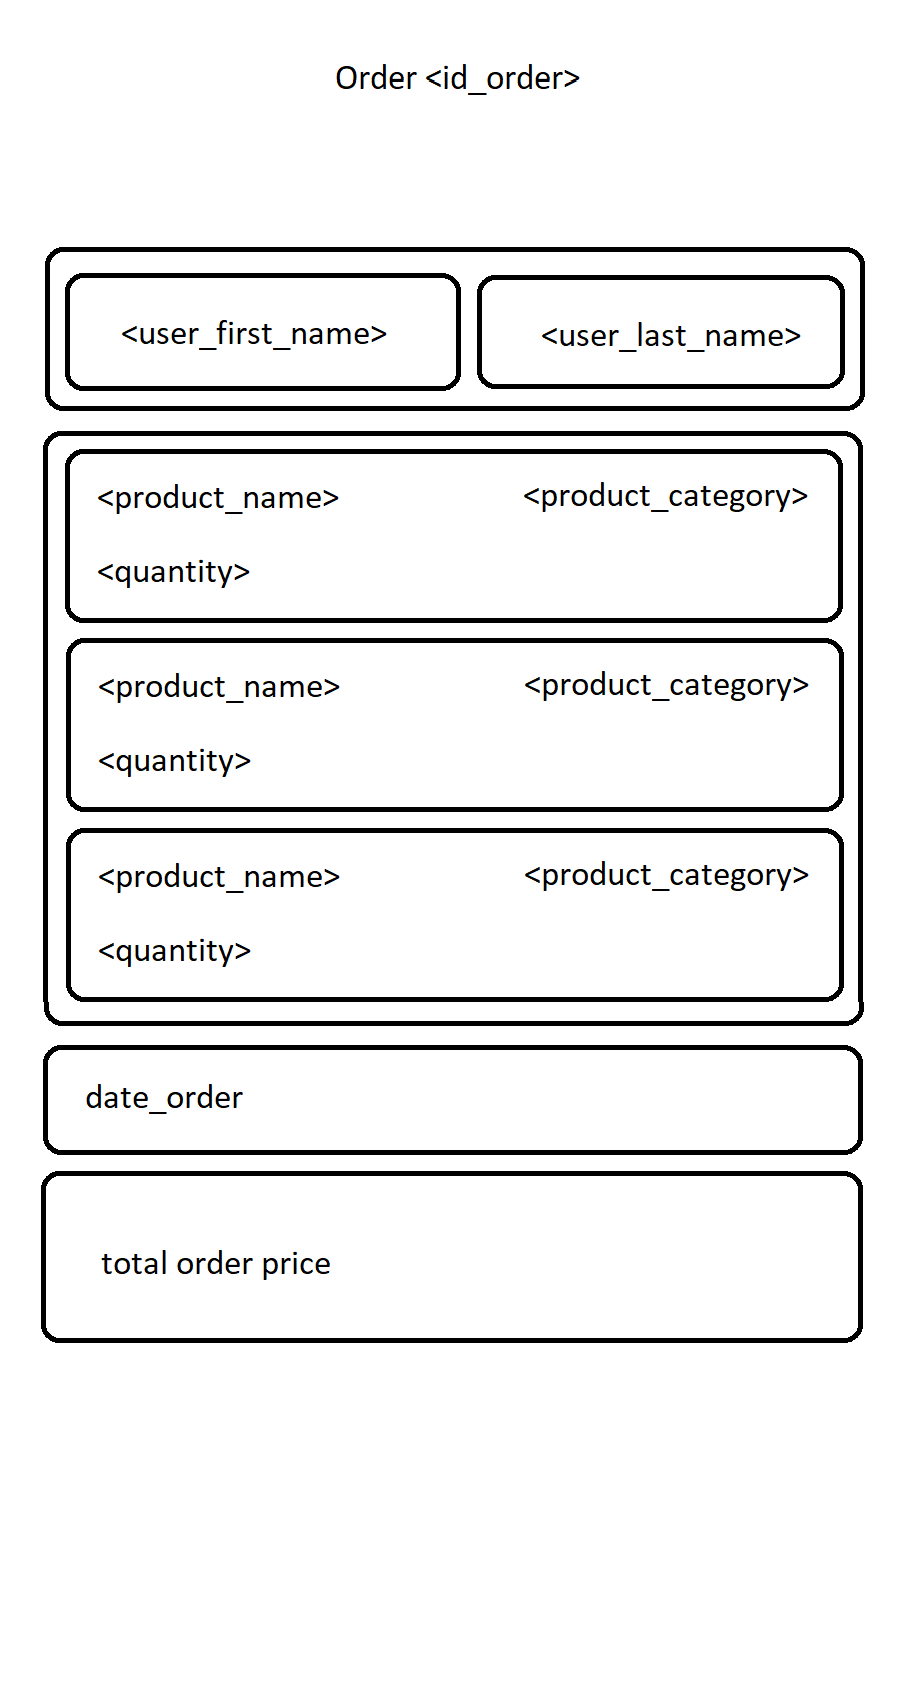 Order <id_order>
<user_first_name> <user_last_name>
<product_name> <product_category>
<quantity>
<product_name> <product_category>
<quantity>
<product_name> <product_category>
<quantity>
date_order
total order price